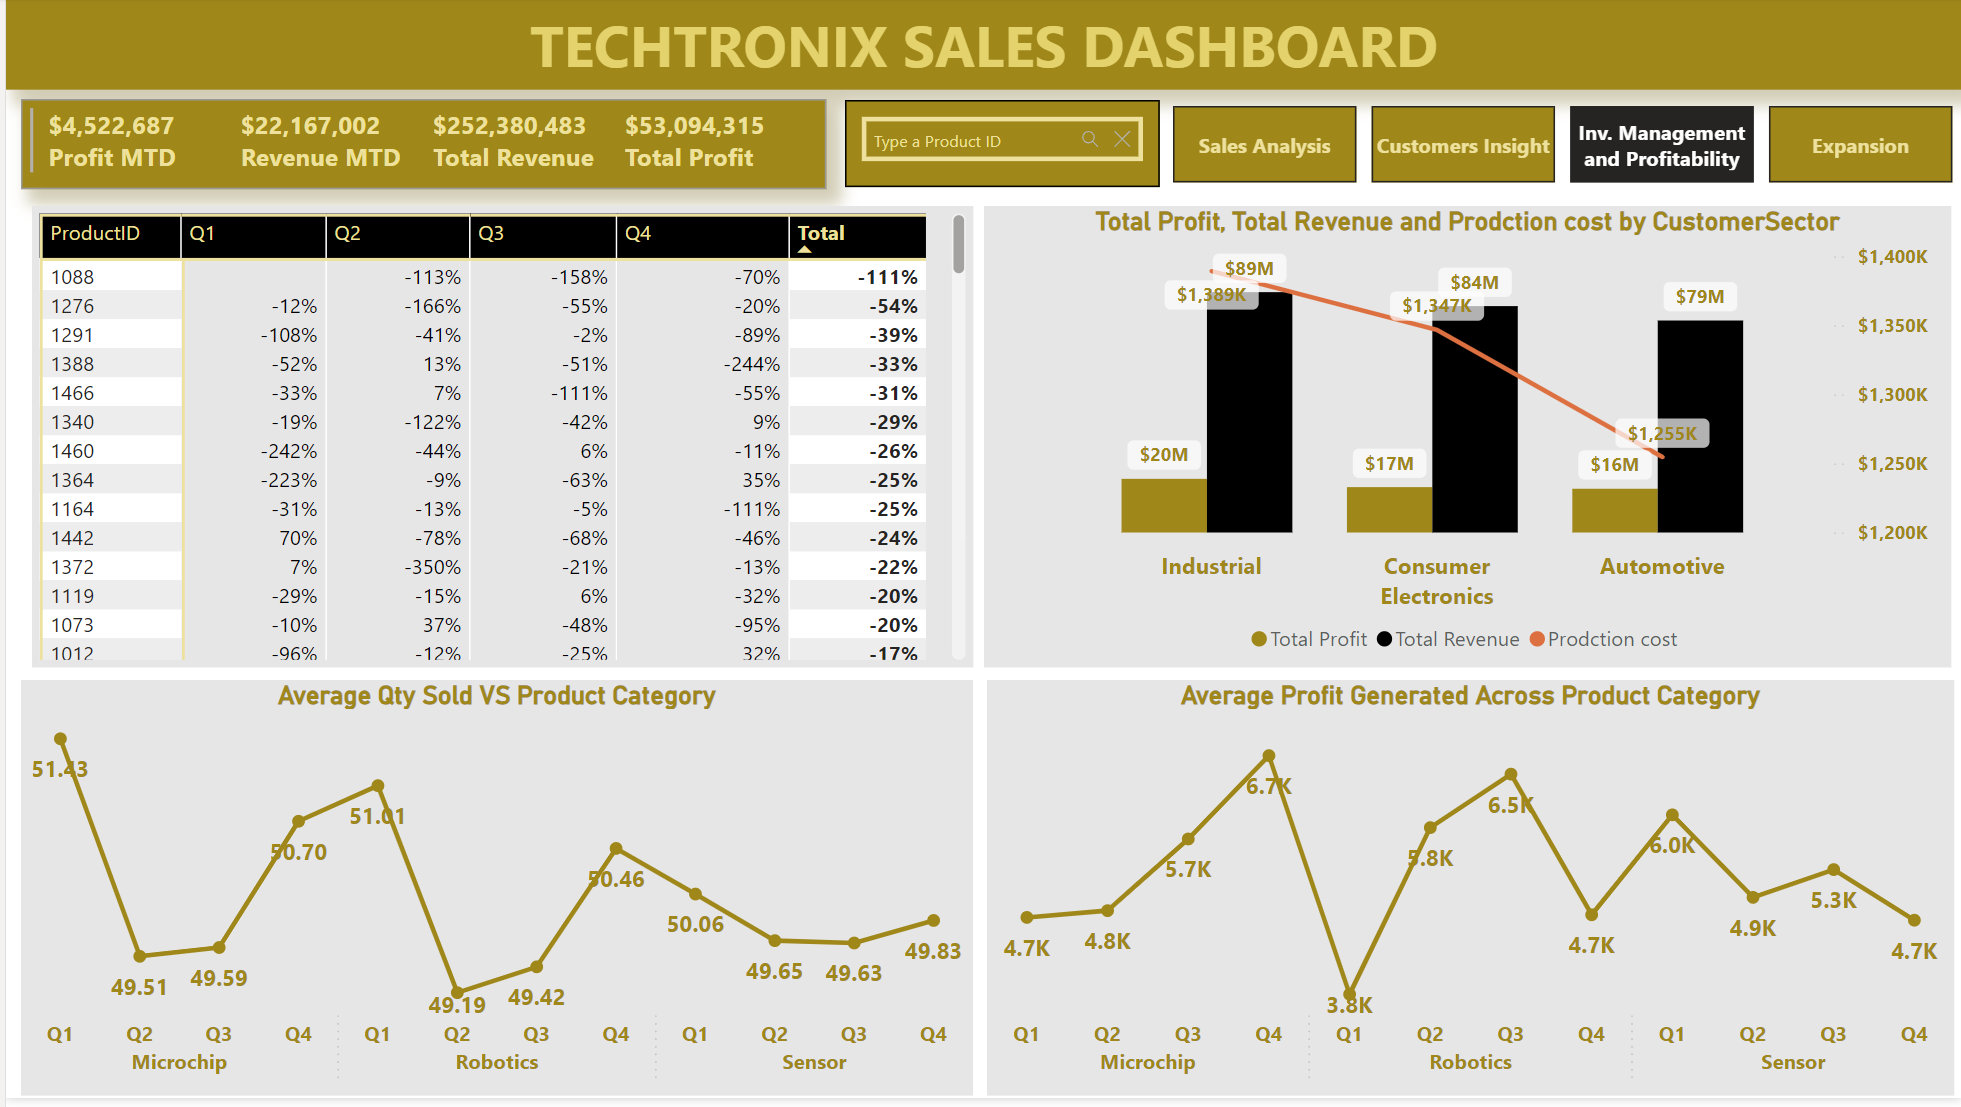 TECHTRONIX SALES DASHBOARD
$4,522,687 $22,167,002 $252,380,483 $53,094,315
Profit MTD Revenue MTD Total Revenue Total Profit
Type a Product ID
Sales Analysis
Customers Insight
Inv. Management
and Profitability
Expansion
ProductID Q1 Q2 Q3 Q4 Total
1088 -113% -158% -70% -111%
1276 -12% -166% -55% -20% -54%
1291 -108% -41% -2% -89% -39%
1388 -52% 13% -51% -244% -33%
1466 -33% 7% -111% -55% -31%
1340 -19% -122% -42% 9% -29%
1460 -242% -44% 6% -11% -26%
1364 -223% -9% -63% 35% -25%
1164 -31% -13% -5% -111% -25%
1442 70% -78% -68% -46% -24%
1372 7% -350% -21% -13% -22%
1119 -29% -15% 6% -32% -20%
1073 -10% 37% -48% -95% -20%
1012 -96% -12% -25% 32% -17%
Total Profit, Total Revenue and Prodction cost by CustomerSector
$1,400K
$89M
$84M
$1,389K
$1,347K
$79M
$1,350K
$1,300K
$1,255K
$20M
$17M
$16M
$1,250K
$1,200K
Industrial Consumer Automotive
Electronics
Total Profit Total Revenue Prodction cost
Average Qty Sold VS Product Category
51.43
49.51
49.59
50.70
51.01
49.19
49.42
50.46
50.06
49.65
49.63
49.83
Q1 Q2 Q3 Q4 Q1 Q2 Q3 Q4 Q1 Q2 Q3 Q4
Microchip Robotics Sensor
Average Profit Generated Across Product Category
4.7K
4.8K
5.7K
6.7K
3.8K
5.8K
6.5K
4.7K
6.0K
4.9K
5.3K
4.7K
Q1 Q2 Q3 Q4 Q1 Q2 Q3 Q4 Q1 Q2 Q3 Q4
Microchip Robotics Sensor